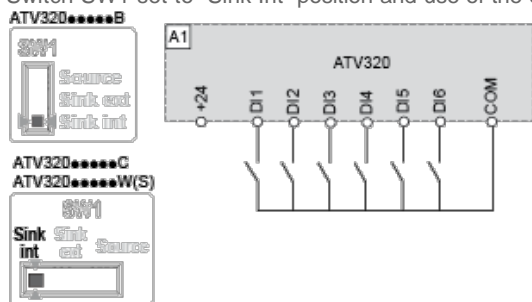 Switch SW1 set to "Sink Int" position and use of the
ATV320●●●●●B
SW1
Source
Sink ext
Sink int
ATV320●●●●●C
ATV320●●●●●W(S)
SW1
Sink int
Sink ext
Source
A1
ATV320
+24
DI1
DI2
DI3
DI4
DI5
DI6
COM